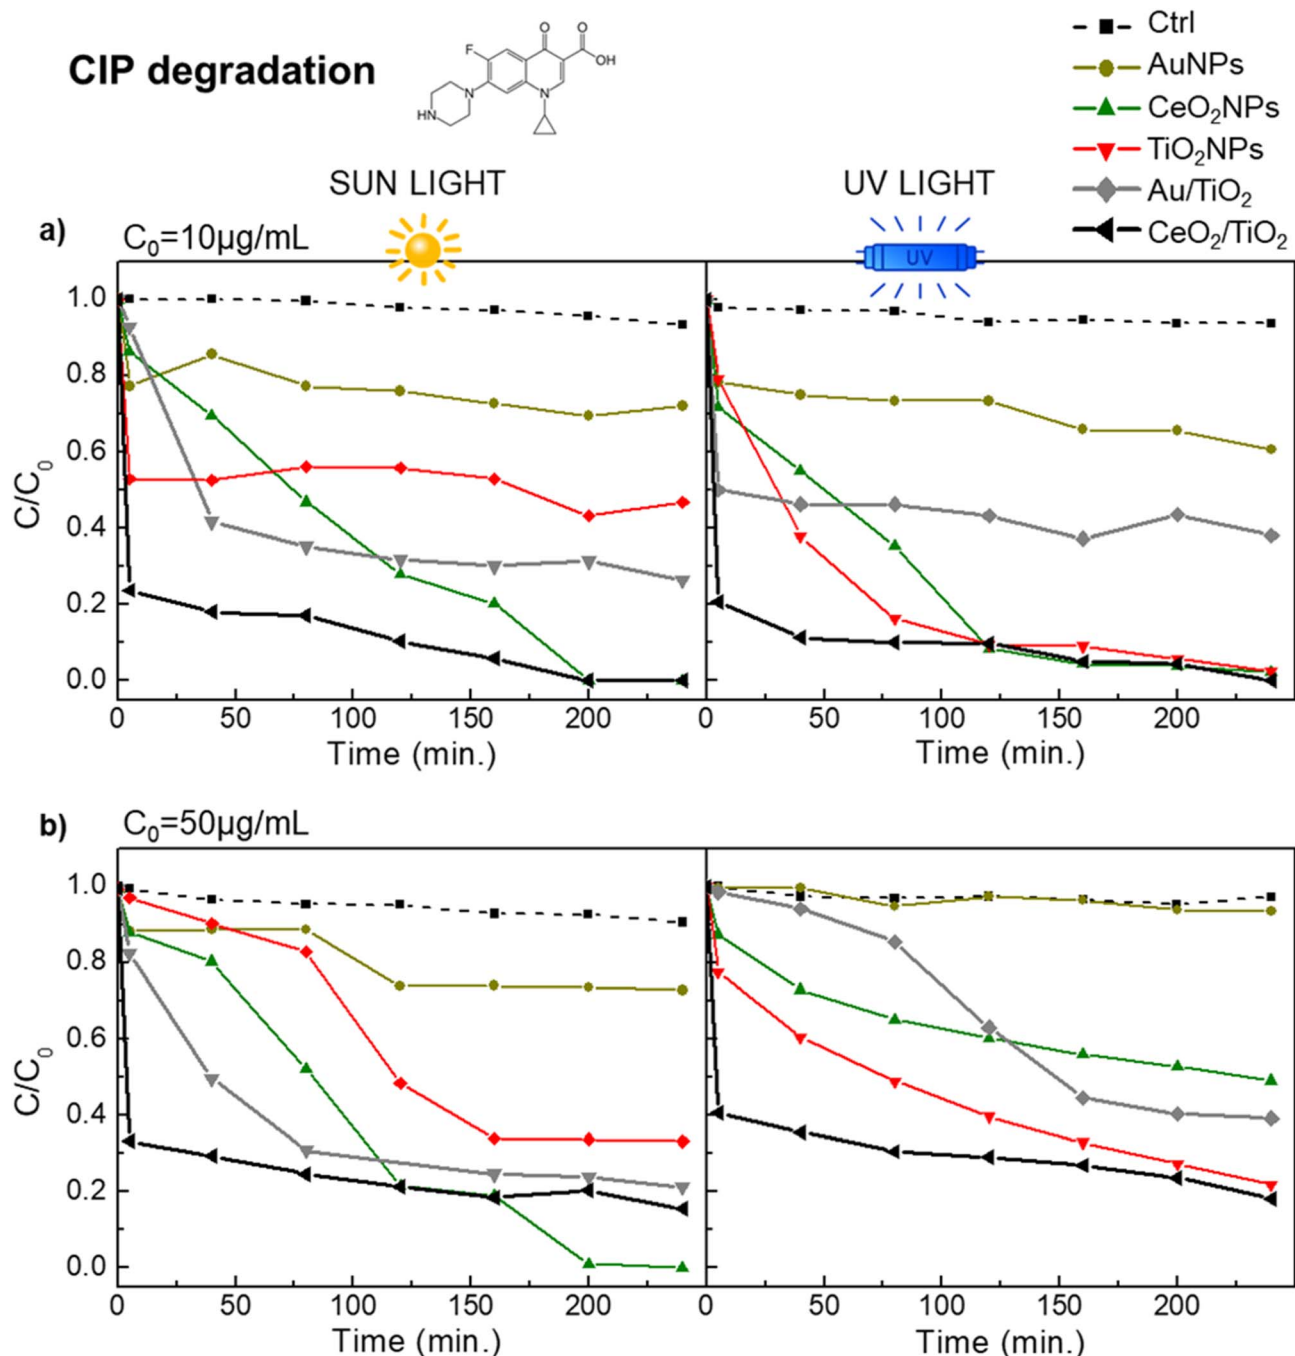 CIP degradation
F
O
O
OH
N
N
HN
Ctrl
AuNPs
CeO₂NPs
TiO₂NPs
Au/TiO₂
CeO₂/TiO₂
SUN LIGHT
UV LIGHT
UV
a)
C₀=10µg/mL
C/C₀
1.0
0.8
0.6
0.4
0.2
0.0
0 50 100 150 200
Time (min.)
0 50 100 150 200
Time (min.)
b)
C₀=50µg/mL
C/C₀
1.0
0.8
0.6
0.4
0.2
0.0
0 50 100 150 200
Time (min.)
0 50 100 150 200
Time (min.)